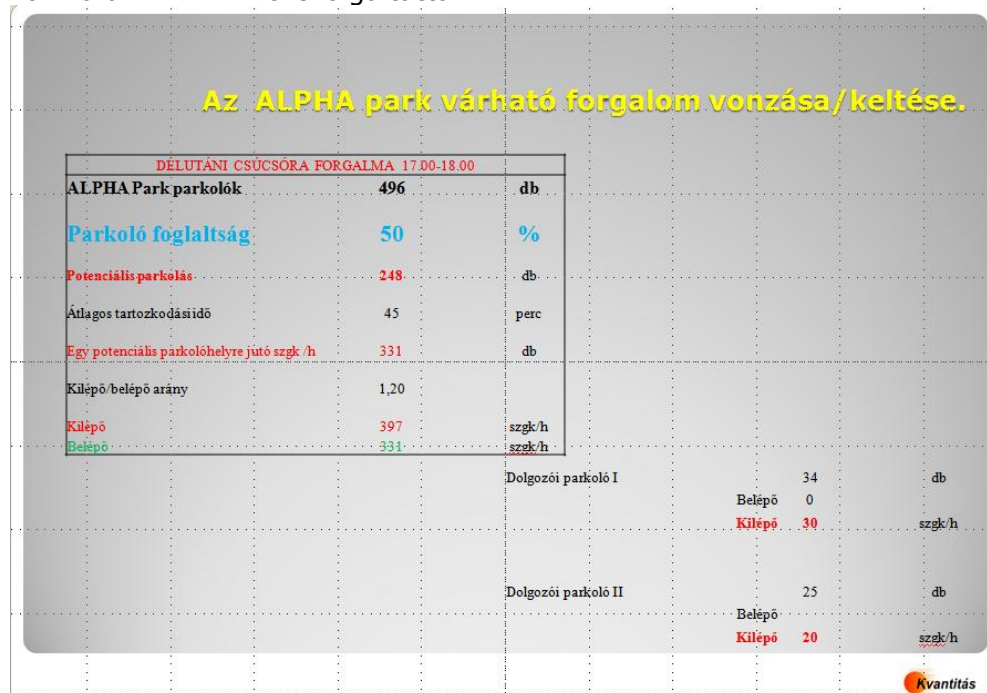 Az ALPHA park várható forgalom vonzása/keltése.
DÉLUTÁNI CSÚCSÓRA FORGALMA 17.00-18.00
ALPHA Park parkolók 496 db
Parkoló foglaltság 50 %
Potenciális parkolás 248 db
Átlagos tartozkodási idő 45 perc
Egy potenciális parkolóhelyre jutó szgk /h 331 db
Kilépő/belépő arány 1,20
Kilépő 397 szgk/h
Belépő 331 szgk/h
Dolgozói parkoló I 34 db
Belépő 0
Kilépő 30 szgk/h
Dolgozói parkoló II 25 db
Belépő
Kilépő 20 szgk/h
Kvantitás